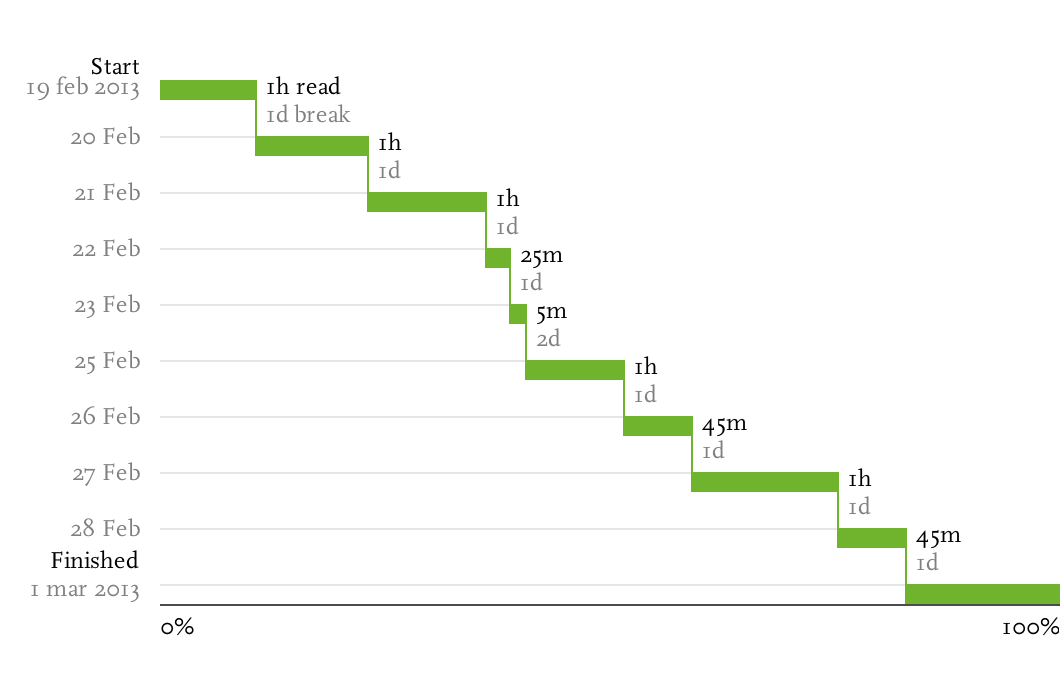 Start
19 feb 2013
1h read
1d break
20 Feb
1h
1d
21 Feb
1h
1d
22 Feb
25m
1d
23 Feb
5m
2d
25 Feb
1h
1d
26 Feb
45m
1d
27 Feb
1h
1d
28 Feb
45m
1d
Finished
1 mar 2013
0%
100%